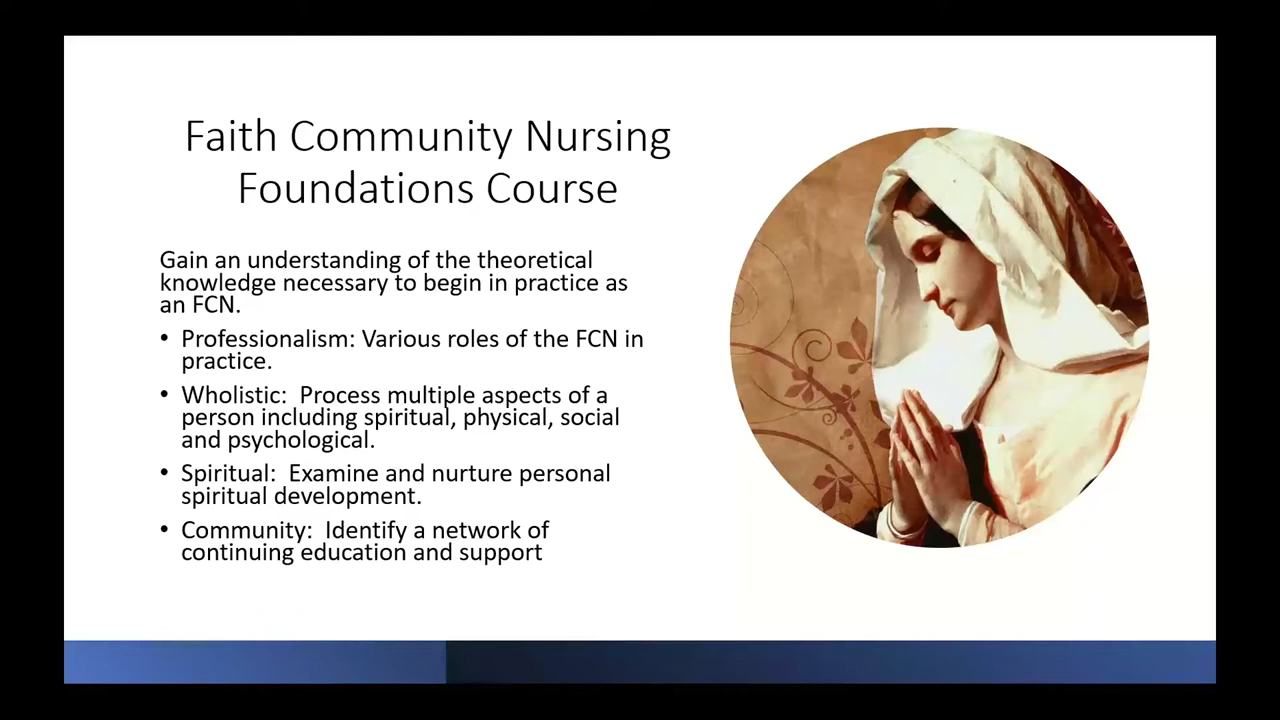 Faith Community Nursing
Foundations Course
Gain an understanding of the theoretical
knowledge necessary to begin in practice as
an FCN.
• Professionalism: Various roles of the FCN in
practice.
• Wholistic:  Process multiple aspects of a
person including spiritual, physical, social
and psychological.
• Spiritual:  Examine and nurture personal
spiritual development.
• Community:  Identify a network of
continuing education and support